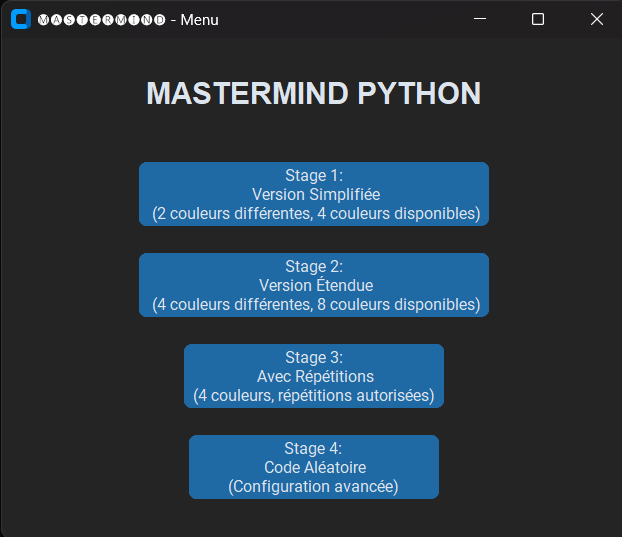 🅜🅐🅢🅣🅔🅡🅜🅘🅝🅓 - Menu
MASTERMIND PYTHON
Stage 1:
Version Simplifiée
(2 couleurs différentes, 4 couleurs disponibles)
Stage 2:
Version Étendue
(4 couleurs différentes, 8 couleurs disponibles)
Stage 3:
Avec Répétitions
(4 couleurs, répétitions autorisées)
Stage 4:
Code Aléatoire
(Configuration avancée)